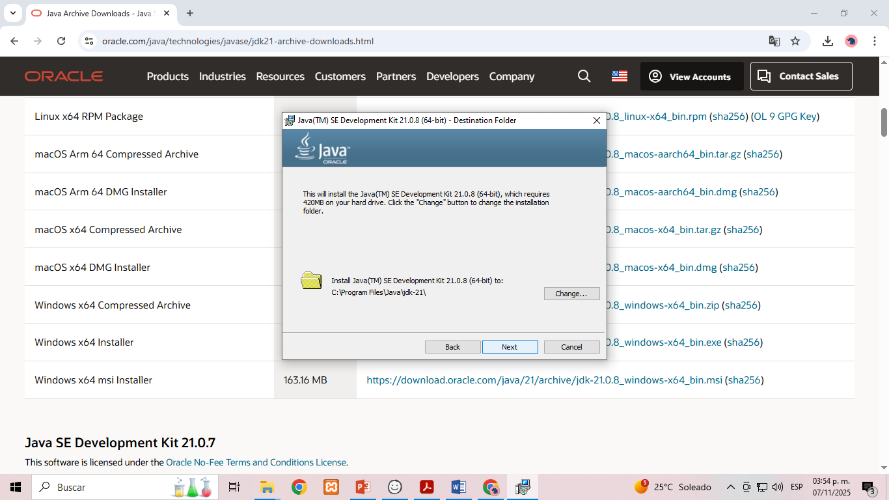 Java Archive Downloads - Java
oracle.com/java/technologies/javase/jdk21-archive-downloads.html
ORACLE
Products Industries Resources Customers Partners Developers Company
View Accounts
Contact Sales
Linux x64 RPM Package
0.8_linux-x64_bin.rpm (sha256) (OL 9 GPG Key)
macOS Arm 64 Compressed Archive
0.8_macos-aarch64_bin.tar.gz (sha256)
macOS Arm 64 DMG Installer
0.8_macos-aarch64_bin.dmg (sha256)
macOS x64 Compressed Archive
0.8_macos-x64_bin.tar.gz (sha256)
macOS x64 DMG Installer
0.8_macos-x64_bin.dmg (sha256)
Windows x64 Compressed Archive
0.8_windows-x64_bin.zip (sha256)
Windows x64 Installer
0.8_windows-x64_bin.exe (sha256)
Windows x64 msi Installer
163.16 MB
https://download.oracle.com/java/21/archive/jdk-21.0.8_windows-x64_bin.msi (sha256)
Java SE Development Kit 21.0.7
This software is licensed under the Oracle No-Fee Terms and Conditions License.
Java(TM) SE Development Kit 21.0.8 (64-bit) - Destination Folder
Java
ORACLE
This will install the Java(TM) SE Development Kit 21.0.8 (64-bit), which requires
420MB on your hard drive. Click the "Change" button to change the installation
folder.
Install Java(TM) SE Development Kit 21.0.8 (64-bit) to:
C:\Program Files\Java\jdk-21\
Change...
Back
Next
Cancel
Buscar
25°C Soleado
ESP
03:54 p. m.
07/11/2025
3